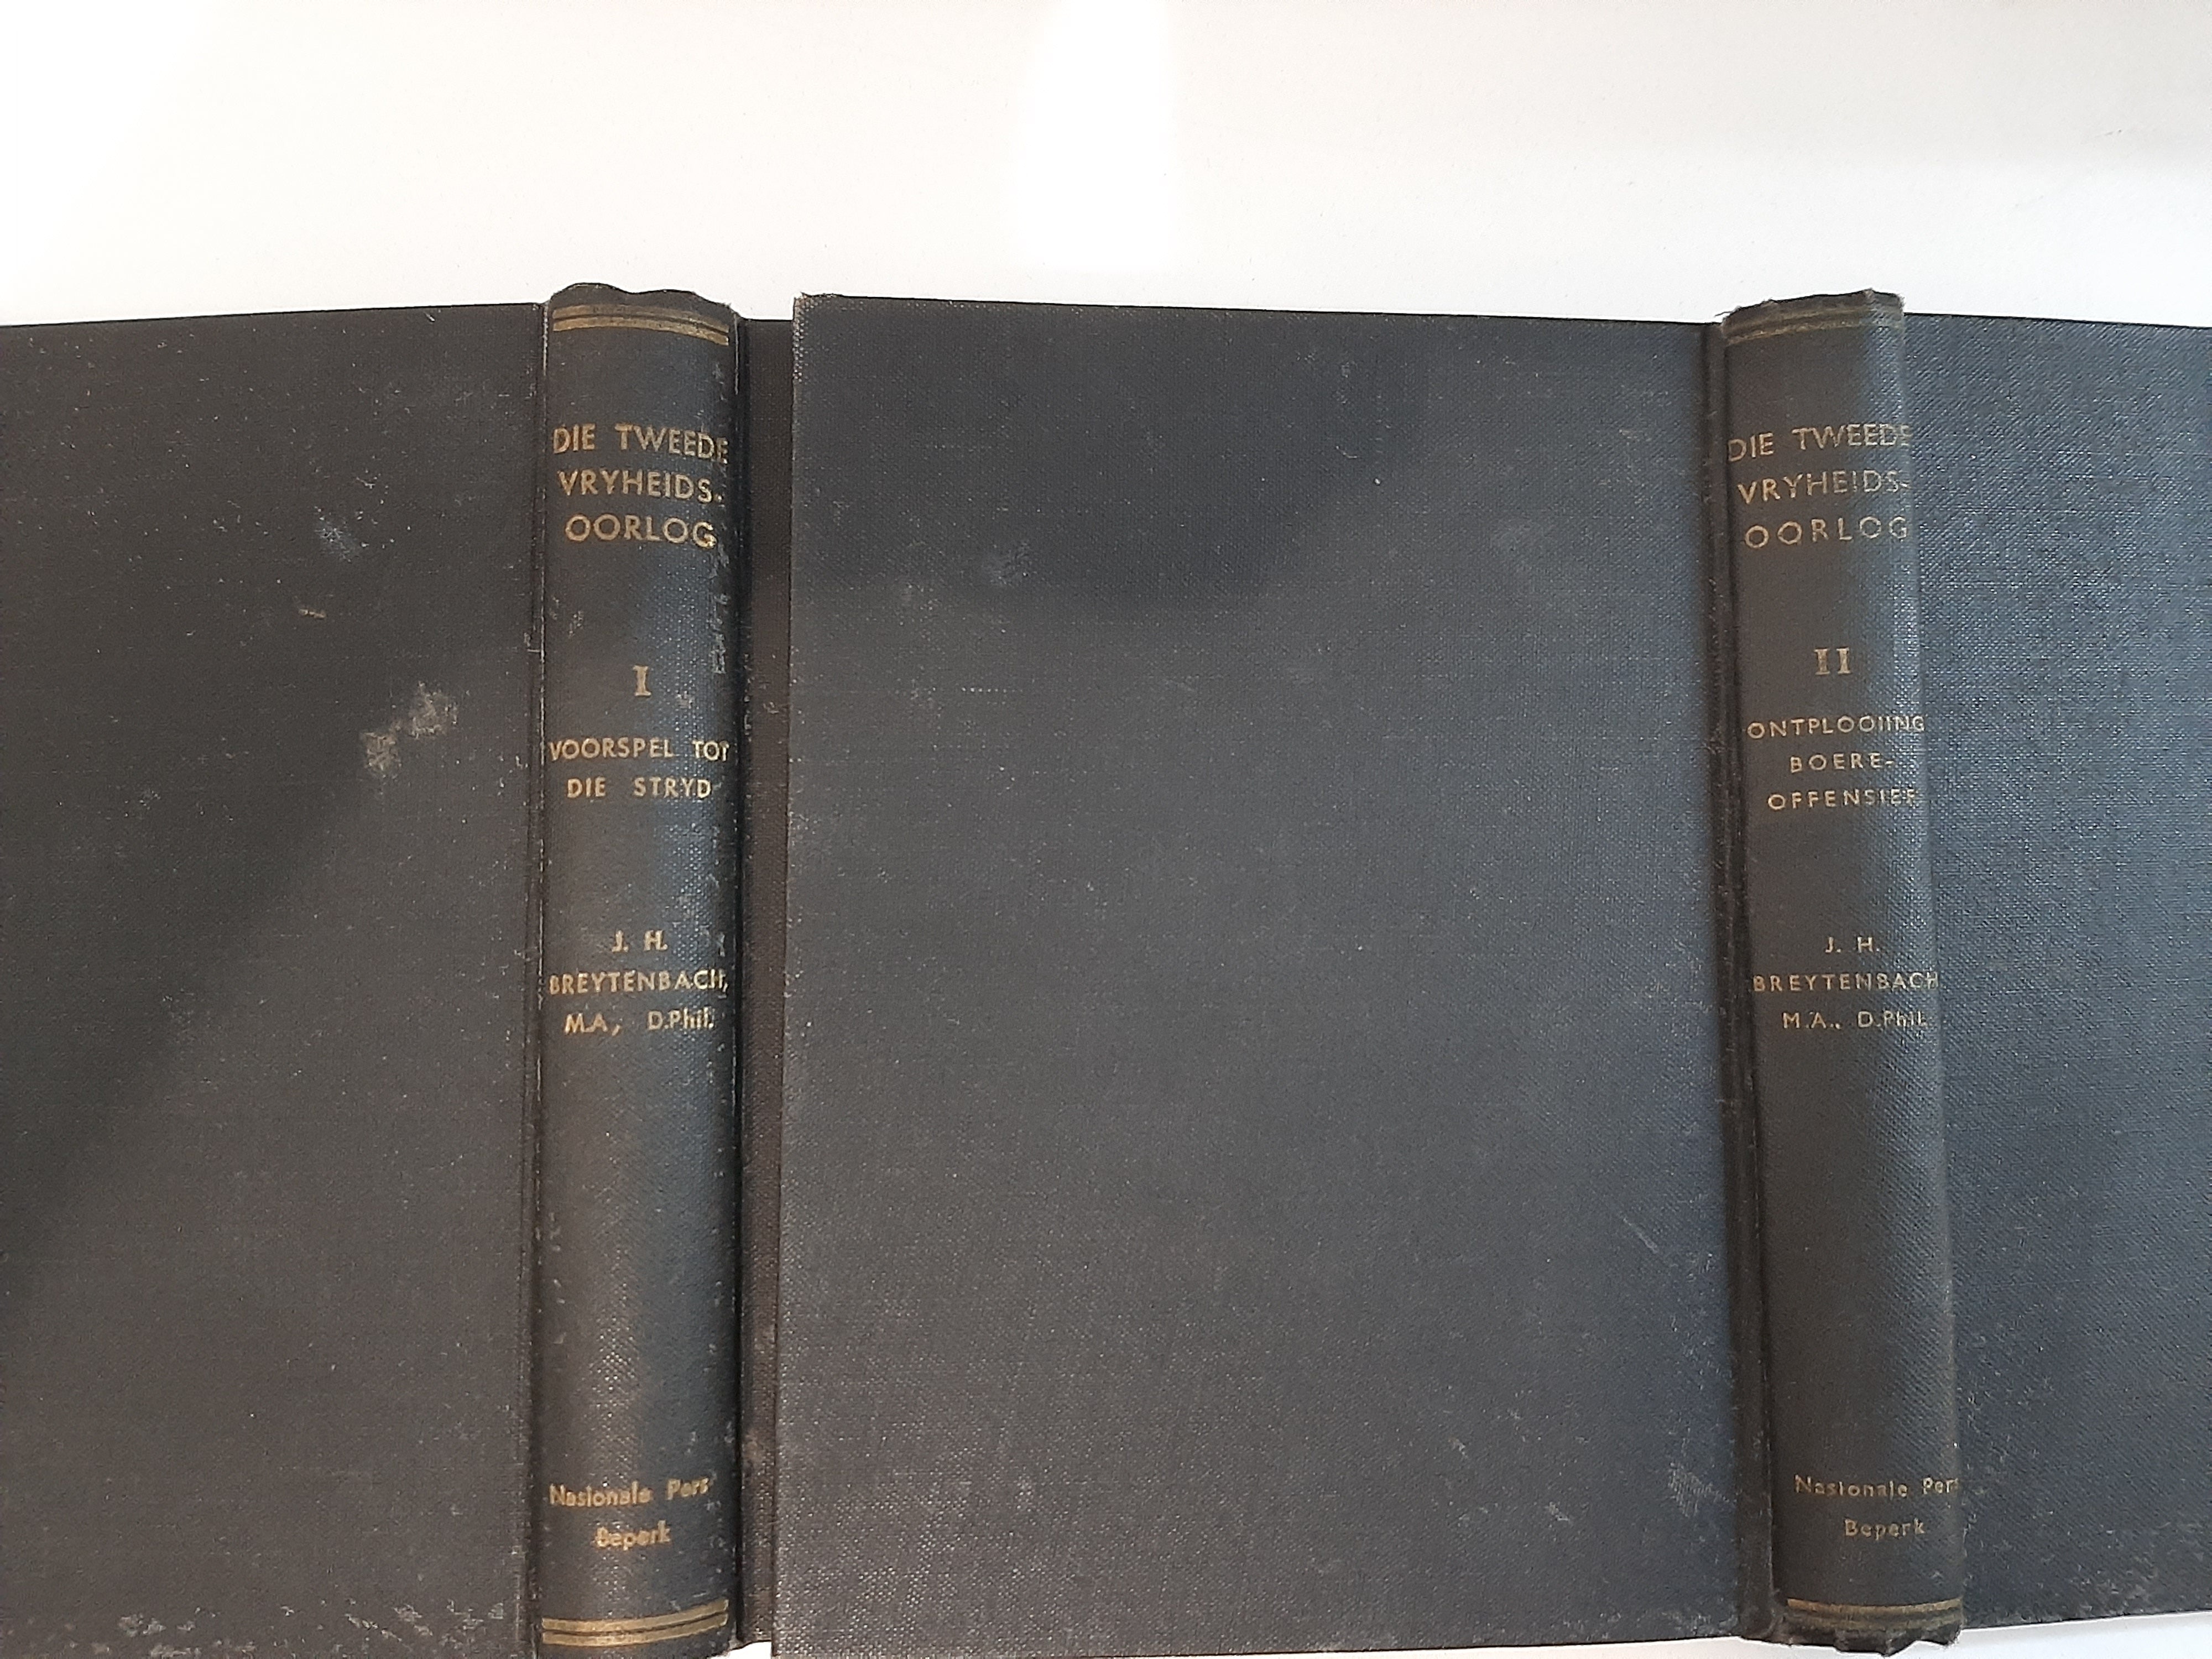 DIE TWEEDE
VRYHEIDS-
OORLOG
I
VOORSPEL TOT
DIE STRYD
J. H.
BREYTENBACH,
M.A., D.Phil.
Nasionale Pers
Beperk
DIE TWEEDE
VRYHEIDS-
OORLOG
II
ONTPLOOIING
BOERE-
OFFENSIEF
J. H.
BREYTENBACH
M.A., D.Phil.
Nasionale Pers
Beperk